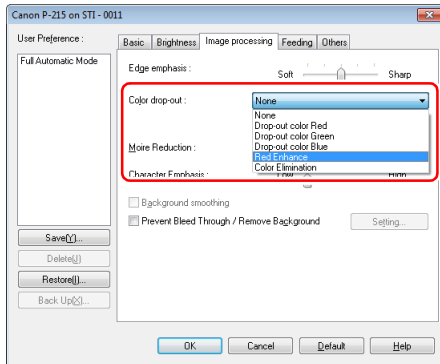 Canon P-215 on STI - 0011
User Preference :
Full Automatic Mode
Save(Y)...
Delete(J)
Restore(I)...
Back Up(X)...
Basic Brightness Image processing Feeding Others
Edge emphasis : Soft Sharp
Color drop-out : None
None
Drop-out color Red
Drop-out color Green
Drop-out color Blue
Red Enhance
Color Elimination
Moire Reduction :
Character Emphasis : Low High
Background smoothing
Prevent Bleed Through / Remove Background Setting...
OK Cancel Default Help